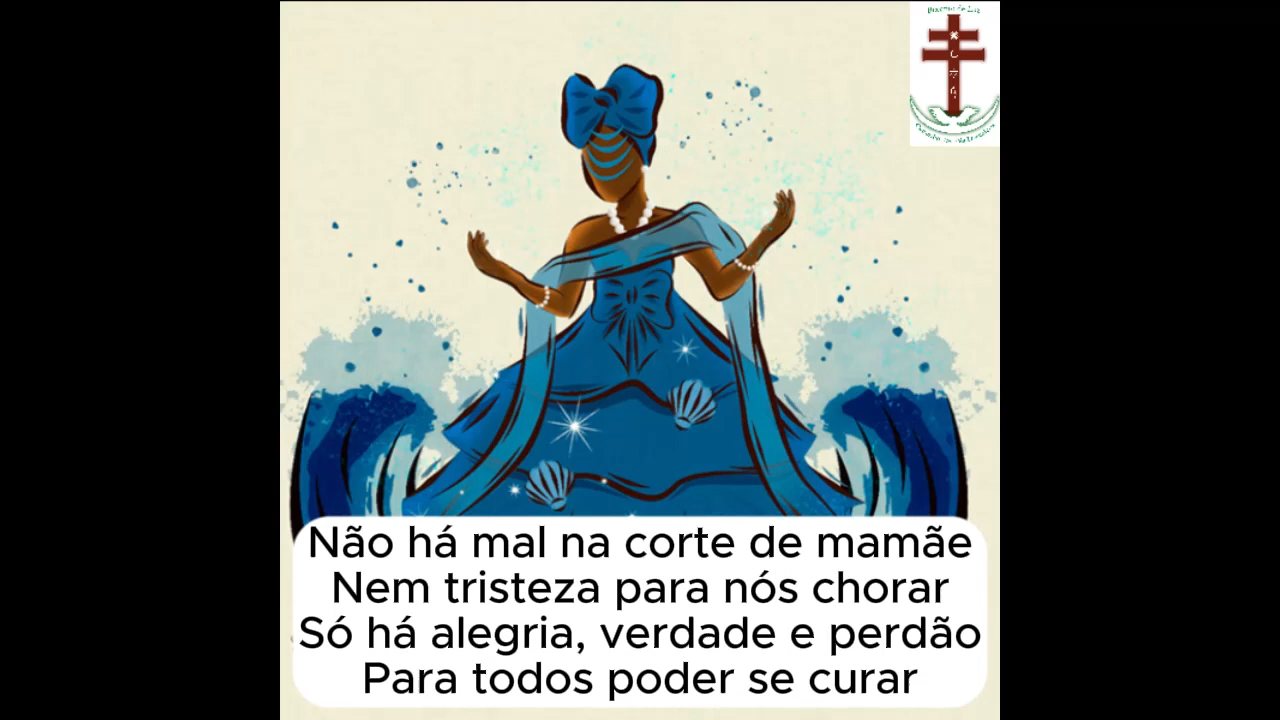 Não há mal na corte de mamãe
Nem tristeza para nós chorar
Só há alegria, verdade e perdão
Para todos poder se curar